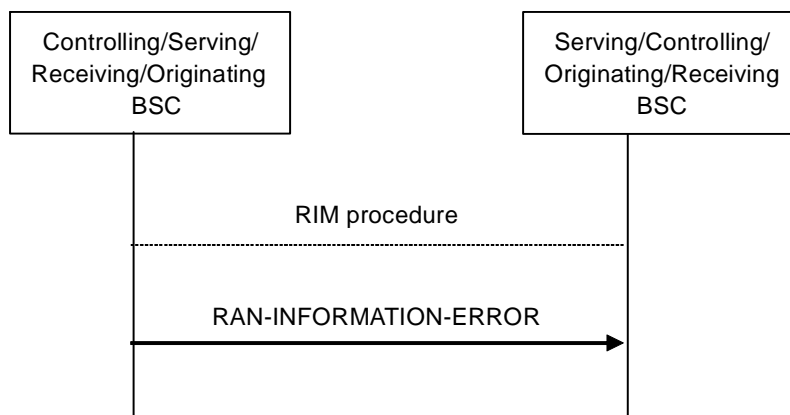 Controlling/Serving/
Receiving/Originating
BSC
Serving/Controlling/
Originating/Receiving
BSC
RIM procedure
RAN-INFORMATION-ERROR